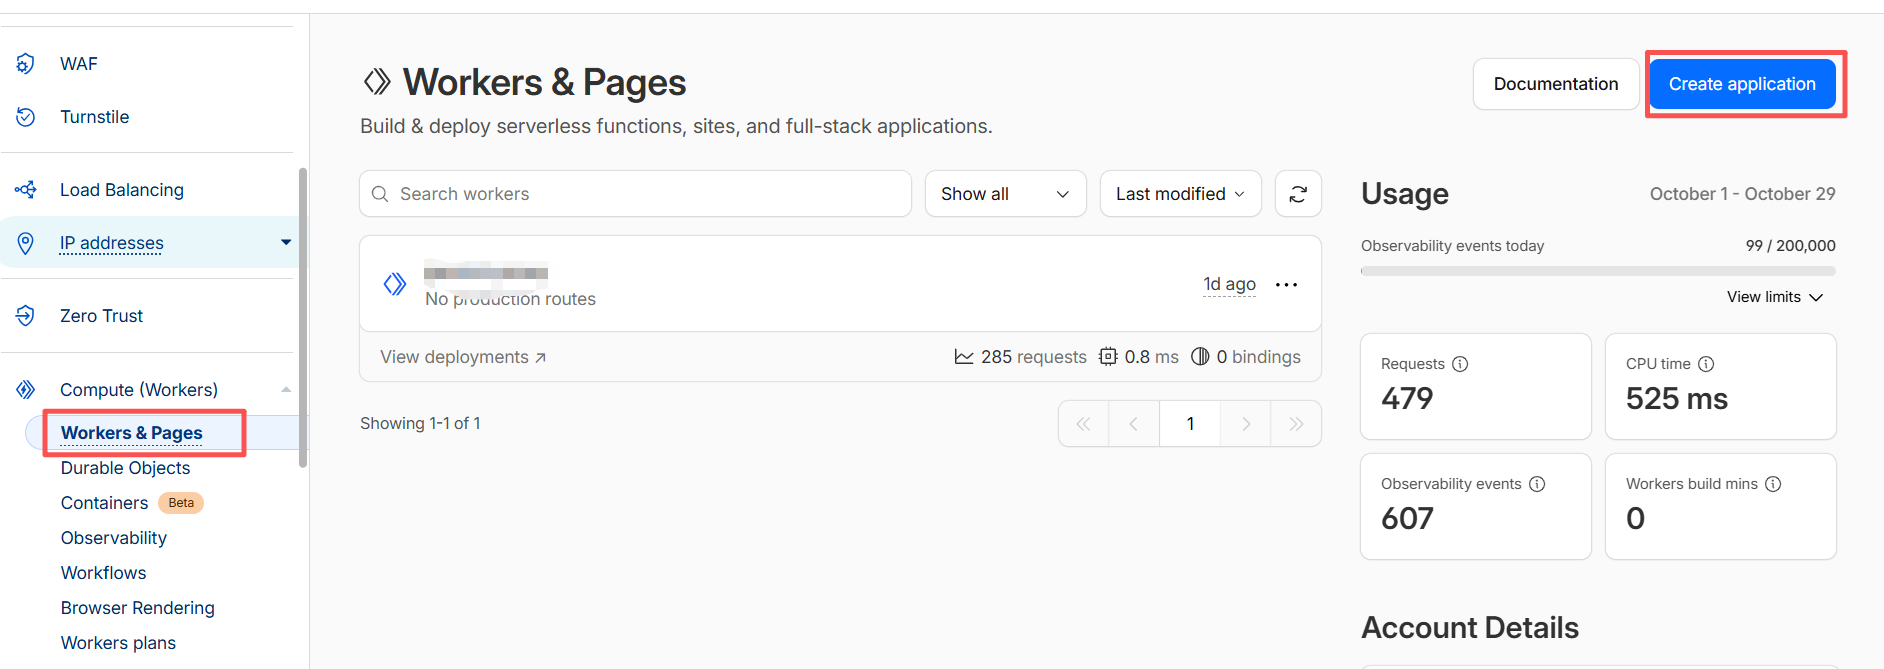 WAF
Turnstile
Load Balancing
IP addresses
Zero Trust
Compute (Workers)
Workers & Pages
Durable Objects
Containers Beta
Observability
Workflows
Browser Rendering
Workers plans
Workers & Pages
Build & deploy serverless functions, sites, and full-stack applications.
Documentation
Create application
Search workers
Show all
Last modified
No production routes
1d ago
View deployments
285 requests
0.8 ms
0 bindings
Showing 1-1 of 1
1
Usage
October 1 - October 29
Observability events today
99 / 200,000
View limits
Requests
479
CPU time
525 ms
Observability events
607
Workers build mins
0
Account Details